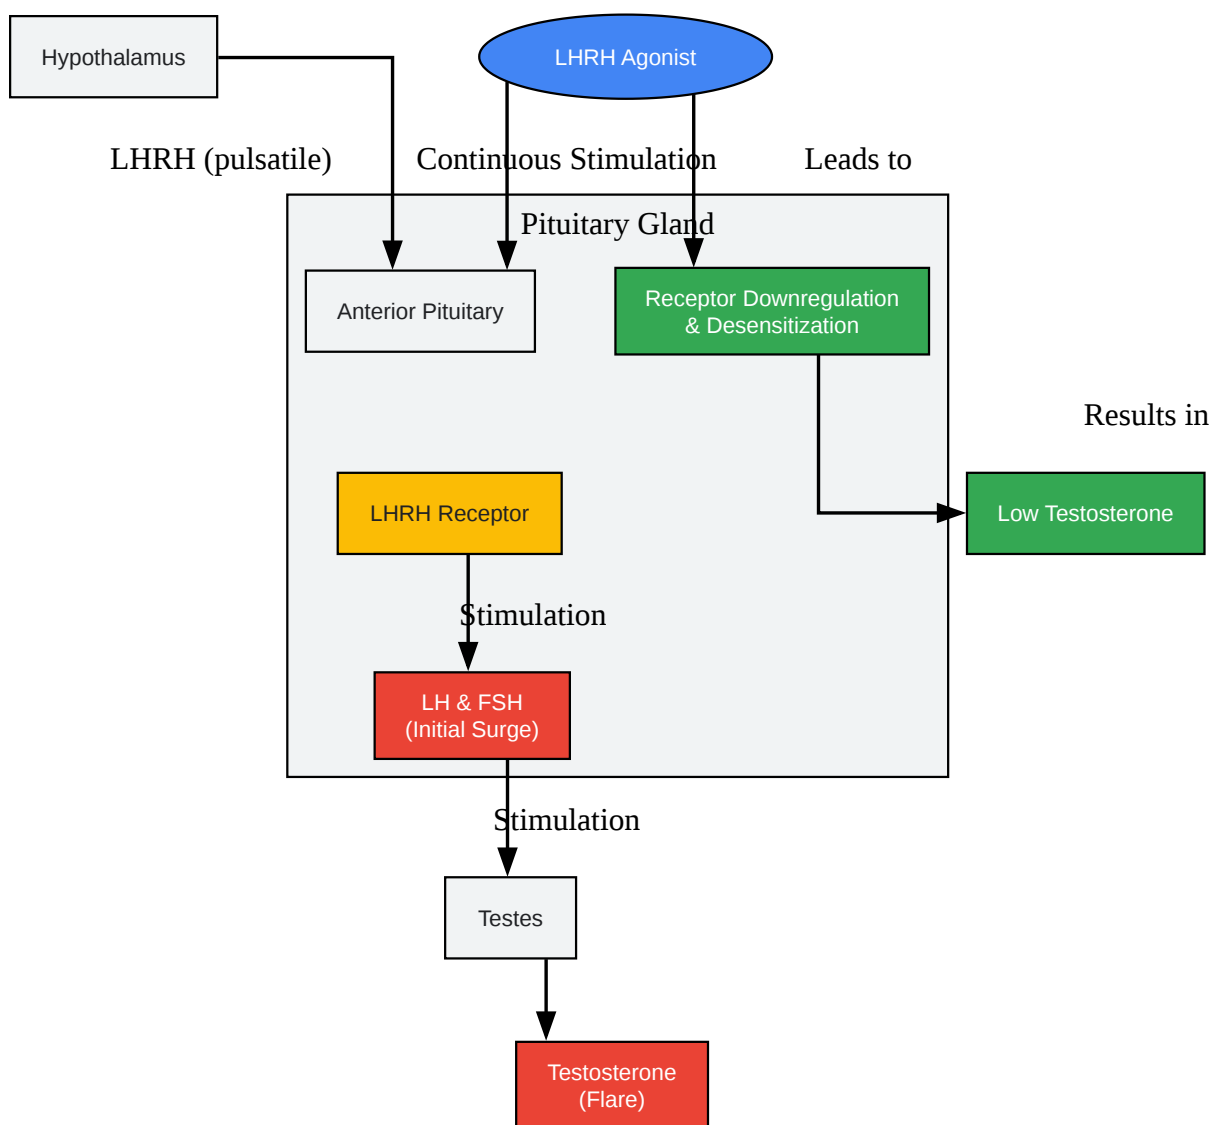 Hypothalamus
LHRH Agonist
LHRH (pulsatile)
Continuous Stimulation
Leads to
Pituitary Gland
Anterior Pituitary
Receptor Downregulation
& Desensitization
Results in
LHRH Receptor
Low Testosterone
Stimulation
LH & FSH
(Initial Surge)
Stimulation
Testes
Testosterone
(Flare)